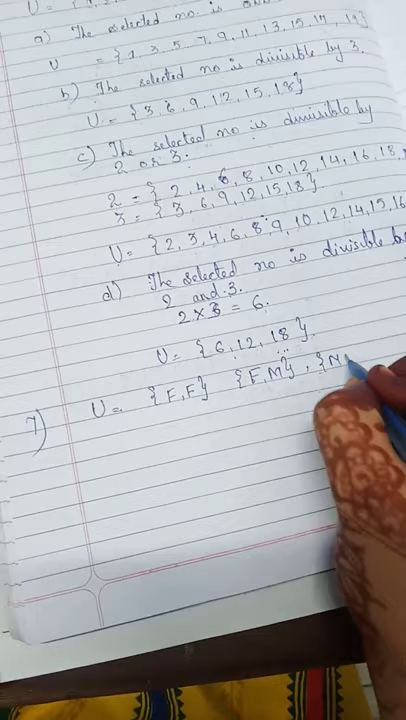 U = {1, 2,
a) The selected no is
U = {1, 3, 5, 7, 9, 11, 13, 15, 17, 19}
b) The selected no is divisible by 3.
U = {3, 6, 9, 12, 15, 18}
c) The selected no is divisible by
2 or 3.
2 = {2, 4, 6, 8, 10, 12, 14, 16, 18,
3 = {3, 6, 9, 12, 15, 18}.
U = {2, 3, 4, 6, 8, 9, 10, 12, 14, 15, 16
d) The selected no is divisible by
2 and 3.
2 x 3 = 6.
U = {6, 12, 18}.
7) U = {F, F} {F, M}, {M